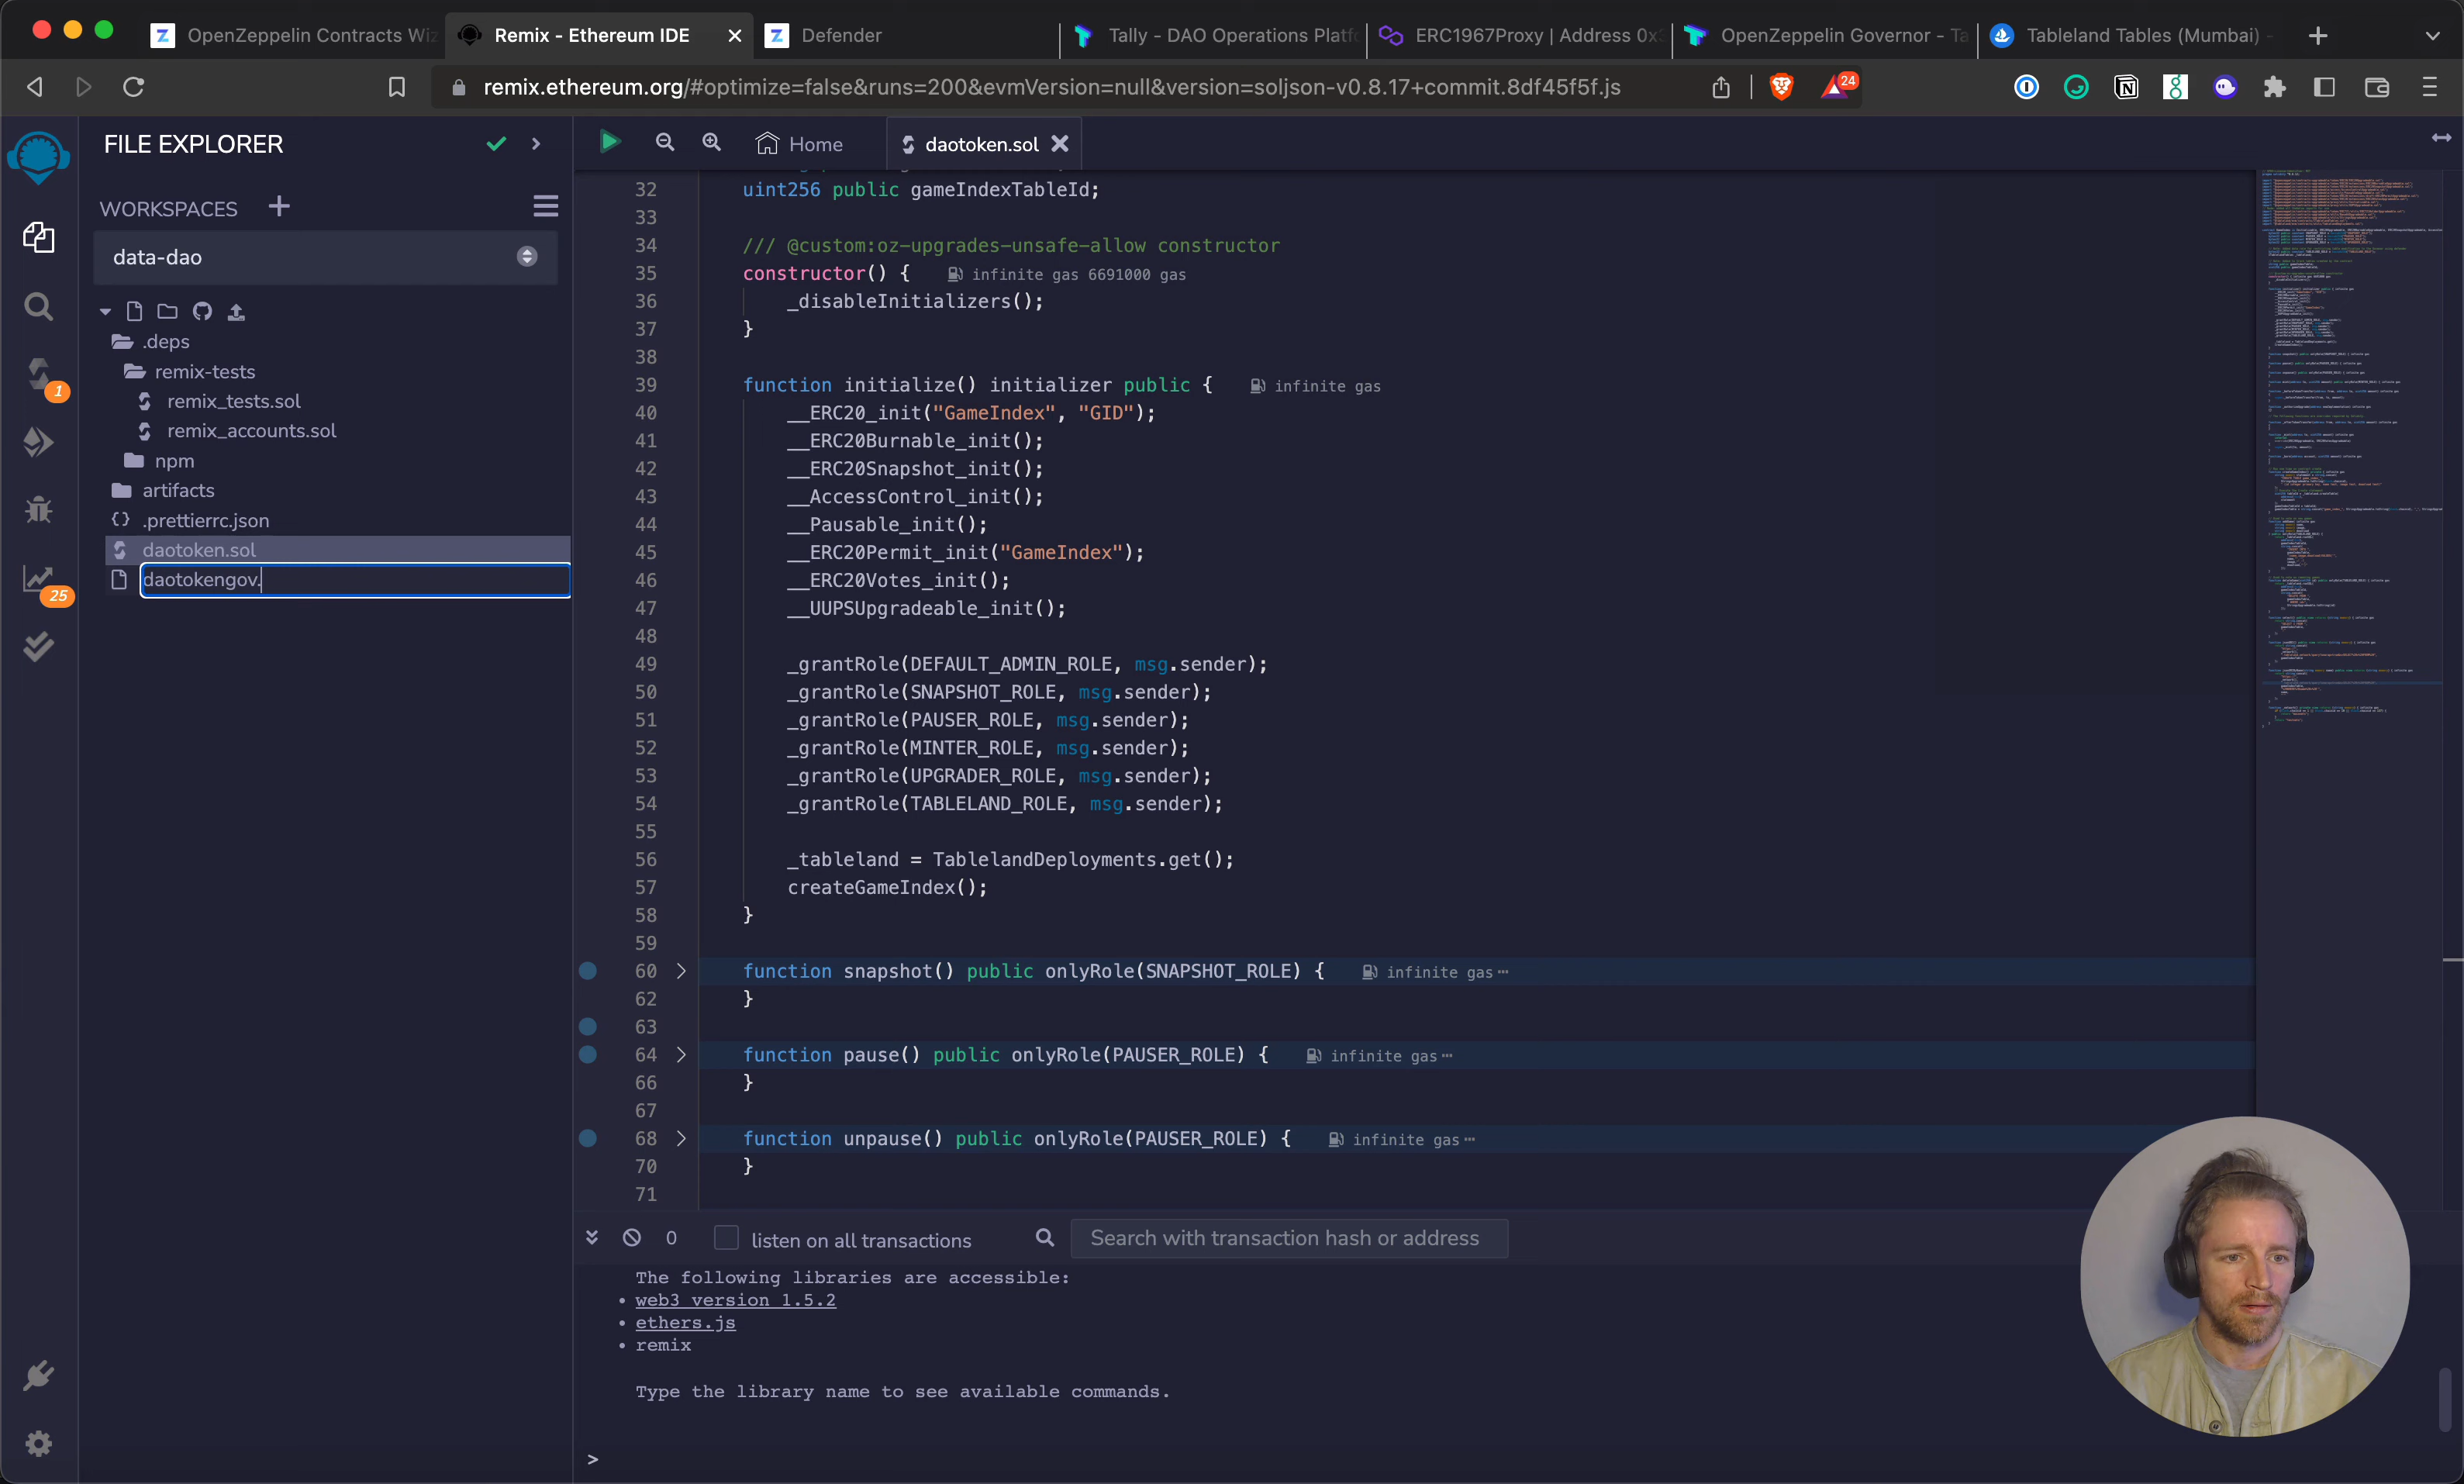 OpenZeppelin Contracts Wiz
Remix - Ethereum IDE
Defender
Tally - DAO Operations Platfo
ERC1967Proxy | Address 0x
OpenZeppelin Governor - Ta
Tableland Tables (Mumbai) -
remix.ethereum.org/#optimize=false&runs=200&evmVersion=null&version=soljson-v0.8.17+commit.8df45f5f.js
24
FILE EXPLORER
Home
daotoken.sol
WORKSPACES
data-dao
.deps
remix-tests
remix_tests.sol
remix_accounts.sol
npm
artifacts
.prettierrc.json
daotoken.sol
daotokengov.
1
25
32 uint256 public gameIndexTableId;
33
34 /// @custom:oz-upgrades-unsafe-allow constructor
35 constructor() { infinite gas 6691000 gas
36 _disableInitializers();
37 }
38
39 function initialize() initializer public { infinite gas
40 __ERC20_init("GameIndex", "GID");
41 __ERC20Burnable_init();
42 __ERC20Snapshot_init();
43 __AccessControl_init();
44 __Pausable_init();
45 __ERC20Permit_init("GameIndex");
46 __ERC20Votes_init();
47 __UUPSUpgradeable_init();
48
49 _grantRole(DEFAULT_ADMIN_ROLE, msg.sender);
50 _grantRole(SNAPSHOT_ROLE, msg.sender);
51 _grantRole(PAUSER_ROLE, msg.sender);
52 _grantRole(MINTER_ROLE, msg.sender);
53 _grantRole(UPGRADER_ROLE, msg.sender);
54 _grantRole(TABLELAND_ROLE, msg.sender);
55
56 _tableland = TablelandDeployments.get();
57 createGameIndex();
58 }
59
60 function snapshot() public onlyRole(SNAPSHOT_ROLE) { infinite gas···
62 }
63
64 function pause() public onlyRole(PAUSER_ROLE) { infinite gas···
66 }
67
68 function unpause() public onlyRole(PAUSER_ROLE) { infinite gas···
70 }
71
0 listen on all transactions Search with transaction hash or address
The following libraries are accessible:
• web3 version 1.5.2
• ethers.js
• remix
Type the library name to see available commands.
>